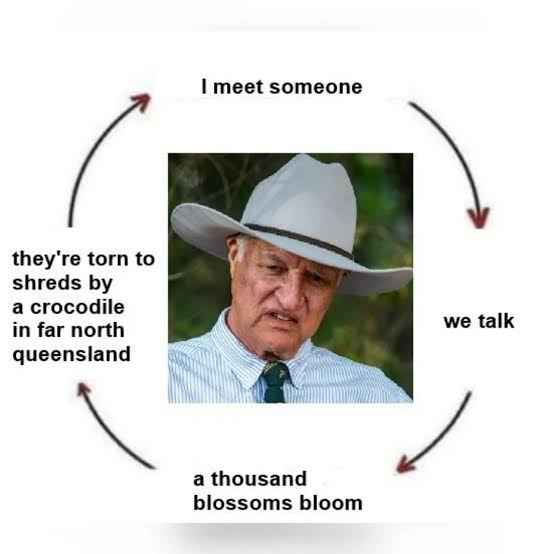 I meet someone
we talk
a thousand
blossoms bloom
they're torn to
shreds by
a crocodile
in far north
queensland